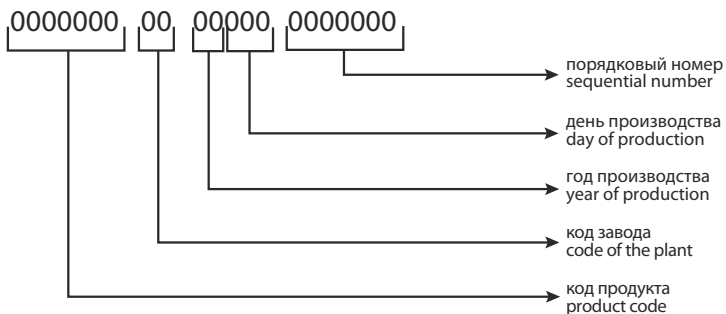 0000000 00 00000 0000000
порядковый номер
sequential number
день производства
day of production
год производства
year of production
код завода
code of the plant
код продукта
product code